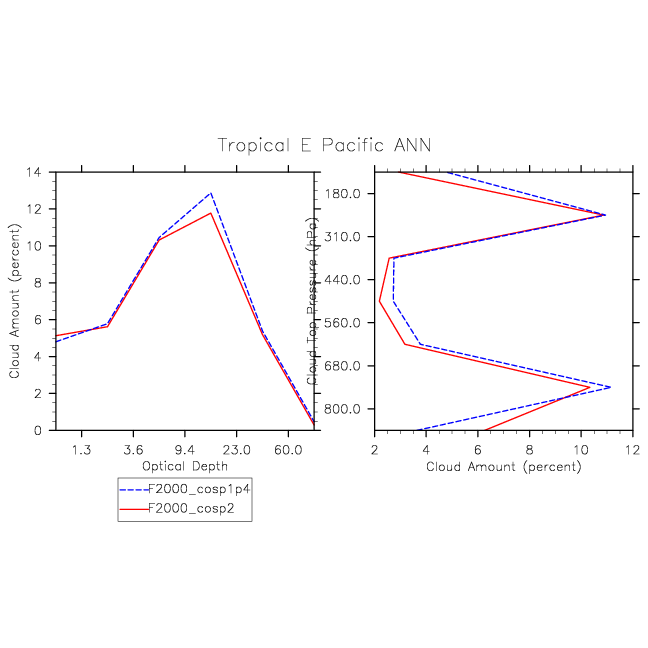 Tropical E Pacific ANN
14
12
10
8
6
4
2
0
Cloud Amount (percent)
1.3 3.6 9.4 23.0 60.0
Optical Depth
Cloud Top Pressure (hPa)
180.0
310.0
440.0
560.0
680.0
800.0
2 4 6 8 10 12
Cloud Amount (percent)
F2000_cosp1p4
F2000_cosp2